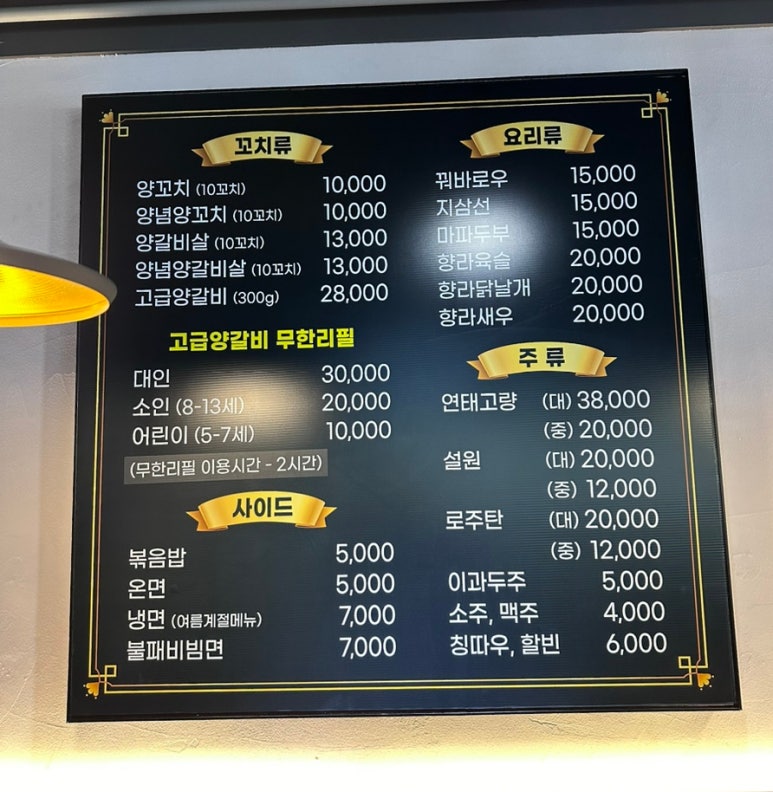 꼬치류
양꼬치 (10꼬치) 10,000
양념양꼬치 (10꼬치) 10,000
양갈비살 (10꼬치) 13,000
양념양갈비살 (10꼬치) 13,000
고급양갈비 (300g) 28,000
고급양갈비 무한리필
대인 30,000
소인 (8-13세) 20,000
어린이 (5-7세) 10,000
(무한리필 이용시간 - 2시간)
사이드
볶음밥 5,000
온면 5,000
냉면 (여름계절메뉴) 7,000
불패비빔면 7,000
요리류
꿔바로우 15,000
지삼선 15,000
마파두부 15,000
향라육슬 20,000
향라닭날개 20,000
향라새우 20,000
주 류
연태고량 (대) 38,000
(중) 20,000
설원 (대) 20,000
(중) 12,000
로주탄 (대) 20,000
(중) 12,000
이과두주 5,000
소주, 맥주 4,000
칭따우, 할빈 6,000